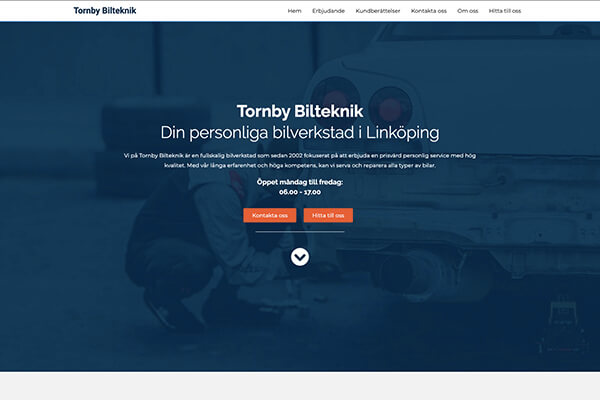 Tornby Bilteknik
Hem Erbjudande Kundberättelser Kontakta oss Om oss Hitta till oss
Tornby Bilteknik
Din personliga bilverkstad i Linköping
Vi på Tornby Bilteknik är en fullskalig bilverkstad som sedan 2002 fokuserat på att erbjuda en prisvärd personlig service med hög
kvalitet. Med vår långa erfarenhet och höga kompetens, kan vi serva och reparera alla typer av bilar.
Öppet måndag till fredag:
06.00 - 17.00
Kontakta oss Hitta till oss